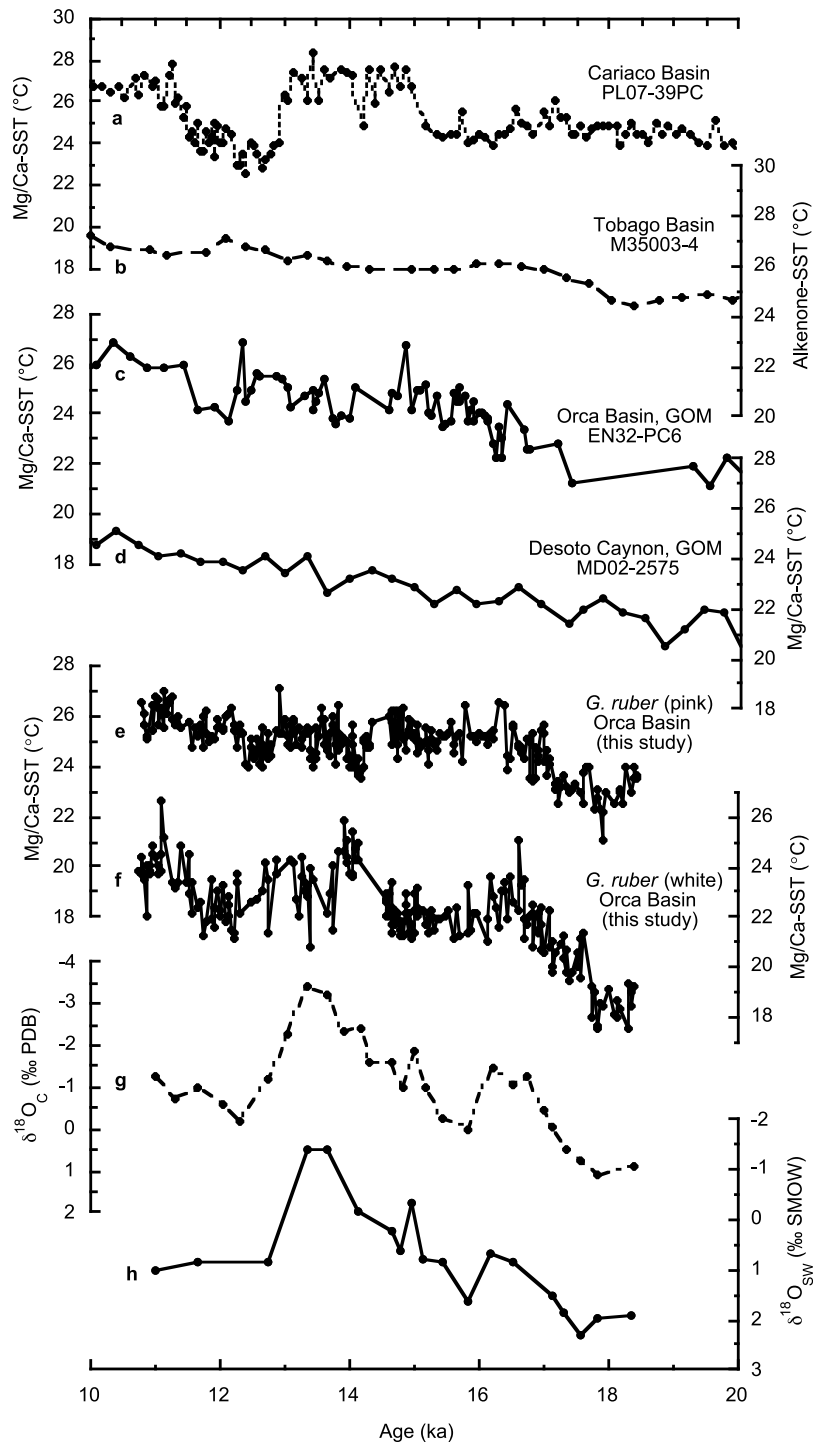 30
28
26
24
22
20
18
Mg/Ca-SST (°C)
a
Cariaco Basin
PL07-39PC
30
28
26
24
22
20
Alkenone-SST (°C)
b
Tobago Basin
M35003-4
28
26
24
22
20
18
Mg/Ca-SST (°C)
c
Orca Basin, GOM
EN32-PC6
28
26
24
22
20
18
Mg/Ca-SST (°C)
d
Desoto Caynon, GOM
MD02-2575
28
26
24
22
20
18
Mg/Ca-SST (°C)
e
G. ruber (pink)
Orca Basin
(this study)
26
24
22
20
18
Mg/Ca-SST (°C)
f
G. ruber (white)
Orca Basin
(this study)
-4
-3
-2
-1
0
1
2
δ18OC (‰ PDB)
g
-2
-1
0
1
2
3
δ18OSW (‰ SMOW)
h
10 12 14 16 18 20
Age (ka)